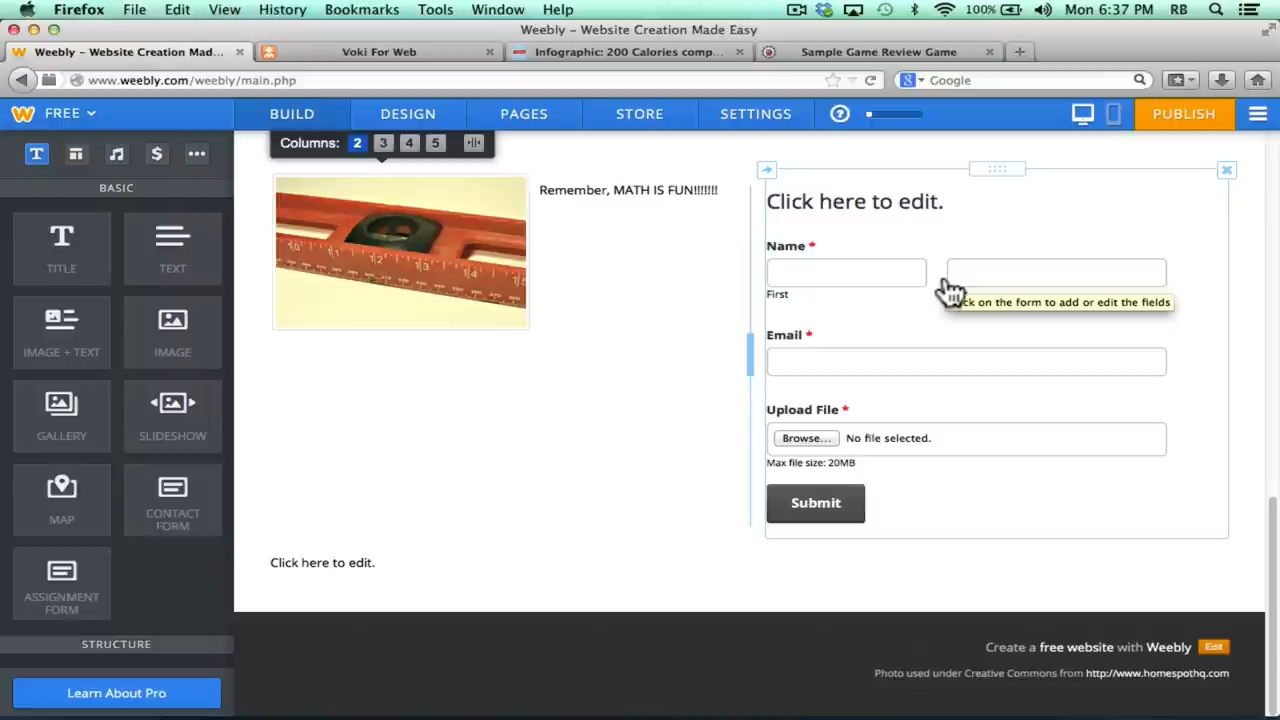 Firefox File Edit View History Bookmarks Tools Window Help 100% Mon 6:37 PM RB
Weebly – Website Creation Made Easy
Weebly – Website Creation Mad... Voki For Web Infographic: 200 Calories comp... Sample Game Review Game
www.weebly.com/weebly/main.php Google
FREE BUILD DESIGN PAGES STORE SETTINGS ? PUBLISH
Columns: 2 3 4 5
BASIC
Remember, MATH IS FUN!!!!!!!
Click here to edit.
TITLE TEXT
Name *
First
on the form to add or edit the fields
IMAGE + TEXT IMAGE
Email *
GALLERY SLIDESHOW
Upload File *
Browse... No file selected.
Max file size: 20MB
MAP CONTACT FORM
Submit
Click here to edit.
ASSIGNMENT FORM
STRUCTURE
Create a free website with Weebly Edit
Photo used under Creative Commons from http://www.homespothq.com
Learn About Pro